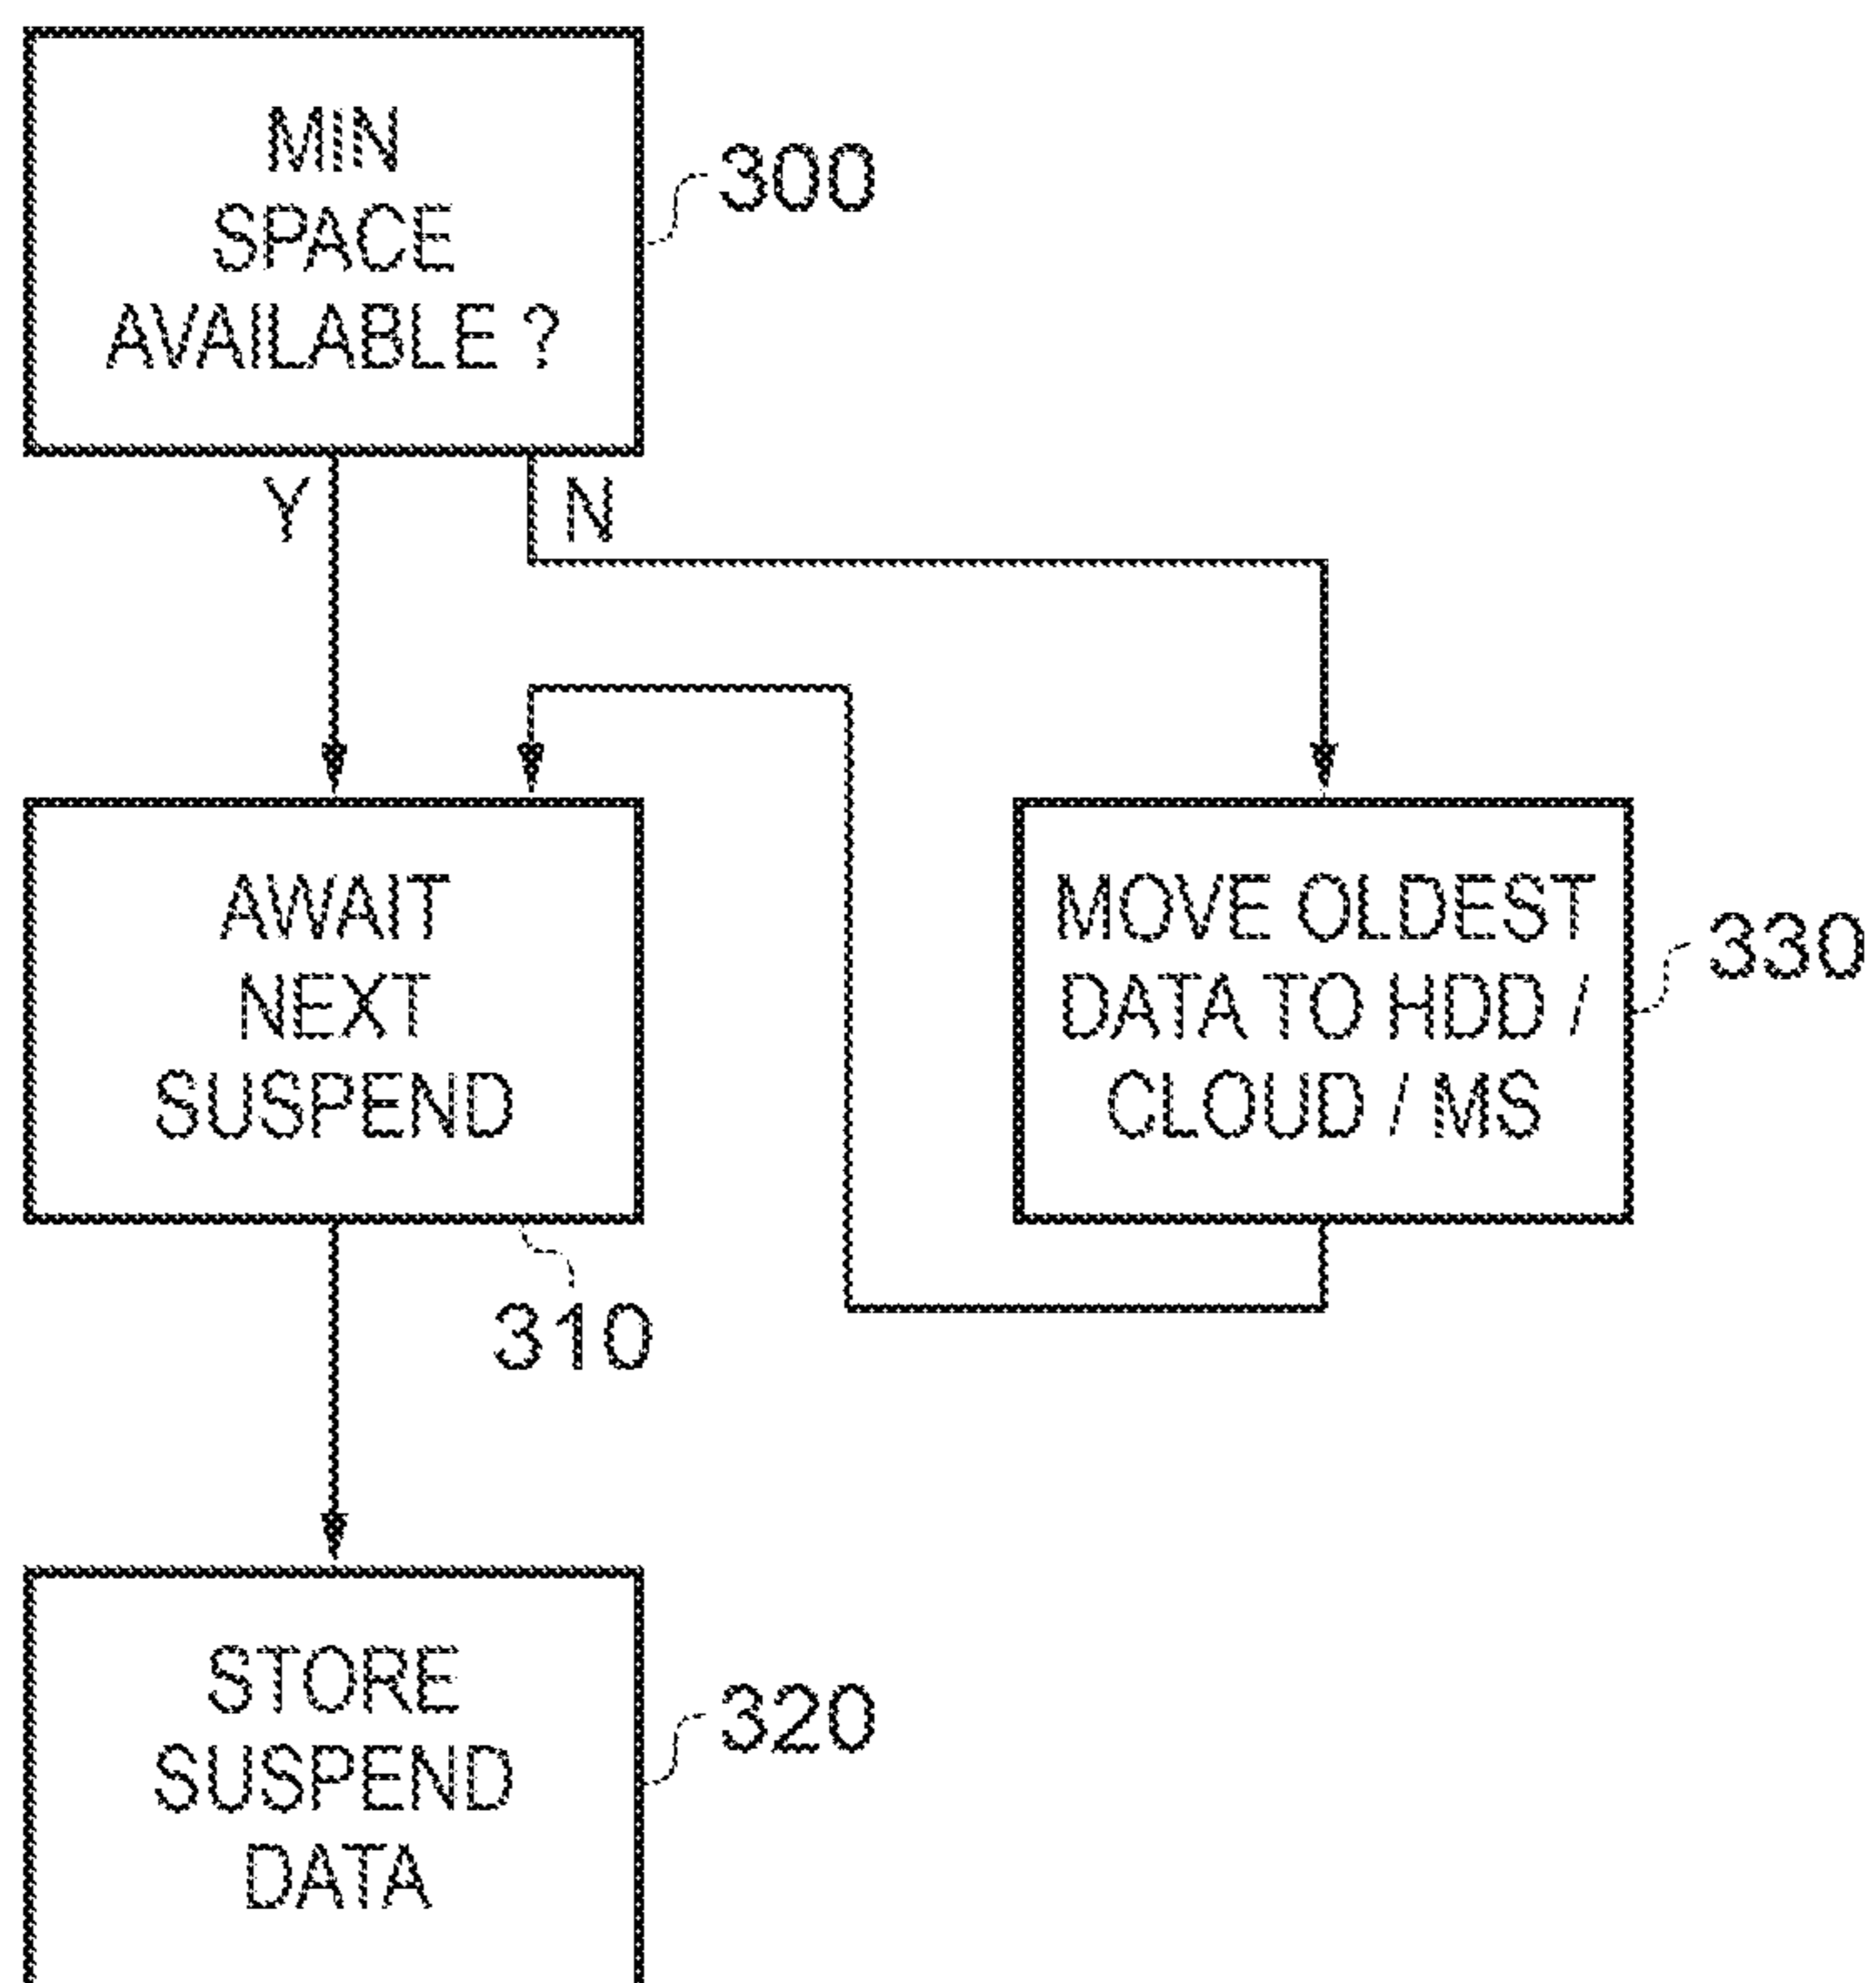 MIN
SPACE
AVAILABLE ?
300
Y
N
AWAIT
NEXT
SUSPEND
310
MOVE OLDEST
DATA TO HDD /
CLOUD / MS
330
STORE
SUSPEND
DATA
320